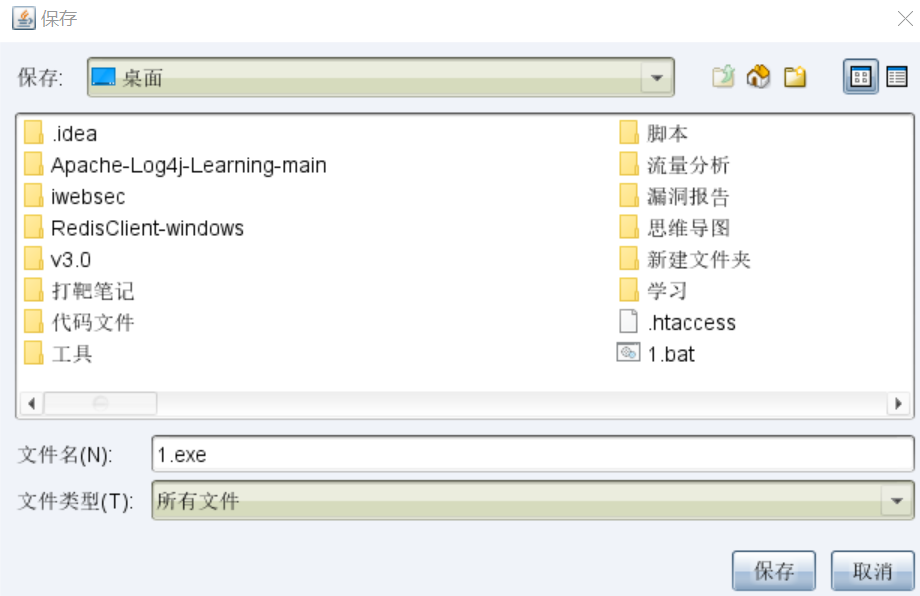 保存
保存: 桌面
.idea
Apache-Log4j-Learning-main
iwebsec
RedisClient-windows
v3.0
打靶笔记
代码文件
工具
脚本
流量分析
漏洞报告
思维导图
新建文件夹
学习
.htaccess
1.bat
文件名(N): 1.exe
文件类型(T): 所有文件
保存 取消